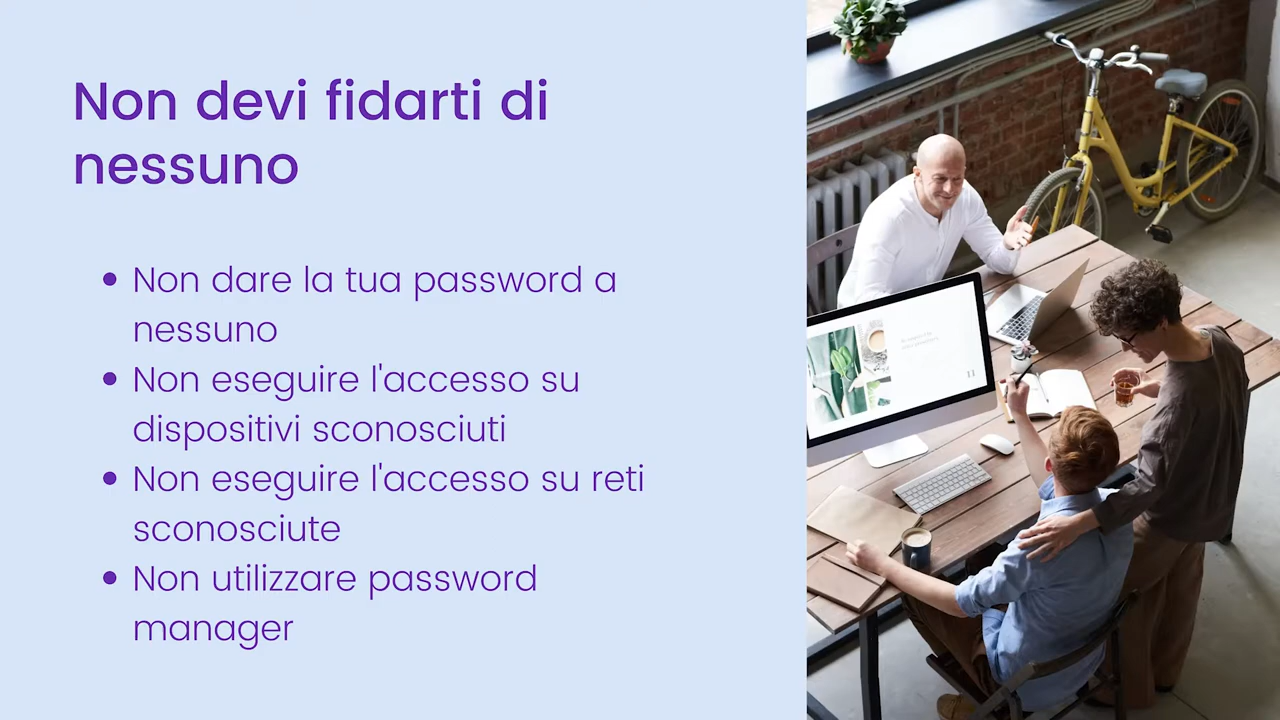 Non devi fidarti di
nessuno
• Non dare la tua password a
nessuno
• Non eseguire l'accesso su
dispositivi sconosciuti
• Non eseguire l'accesso su reti
sconosciute
• Non utilizzare password
manager
11